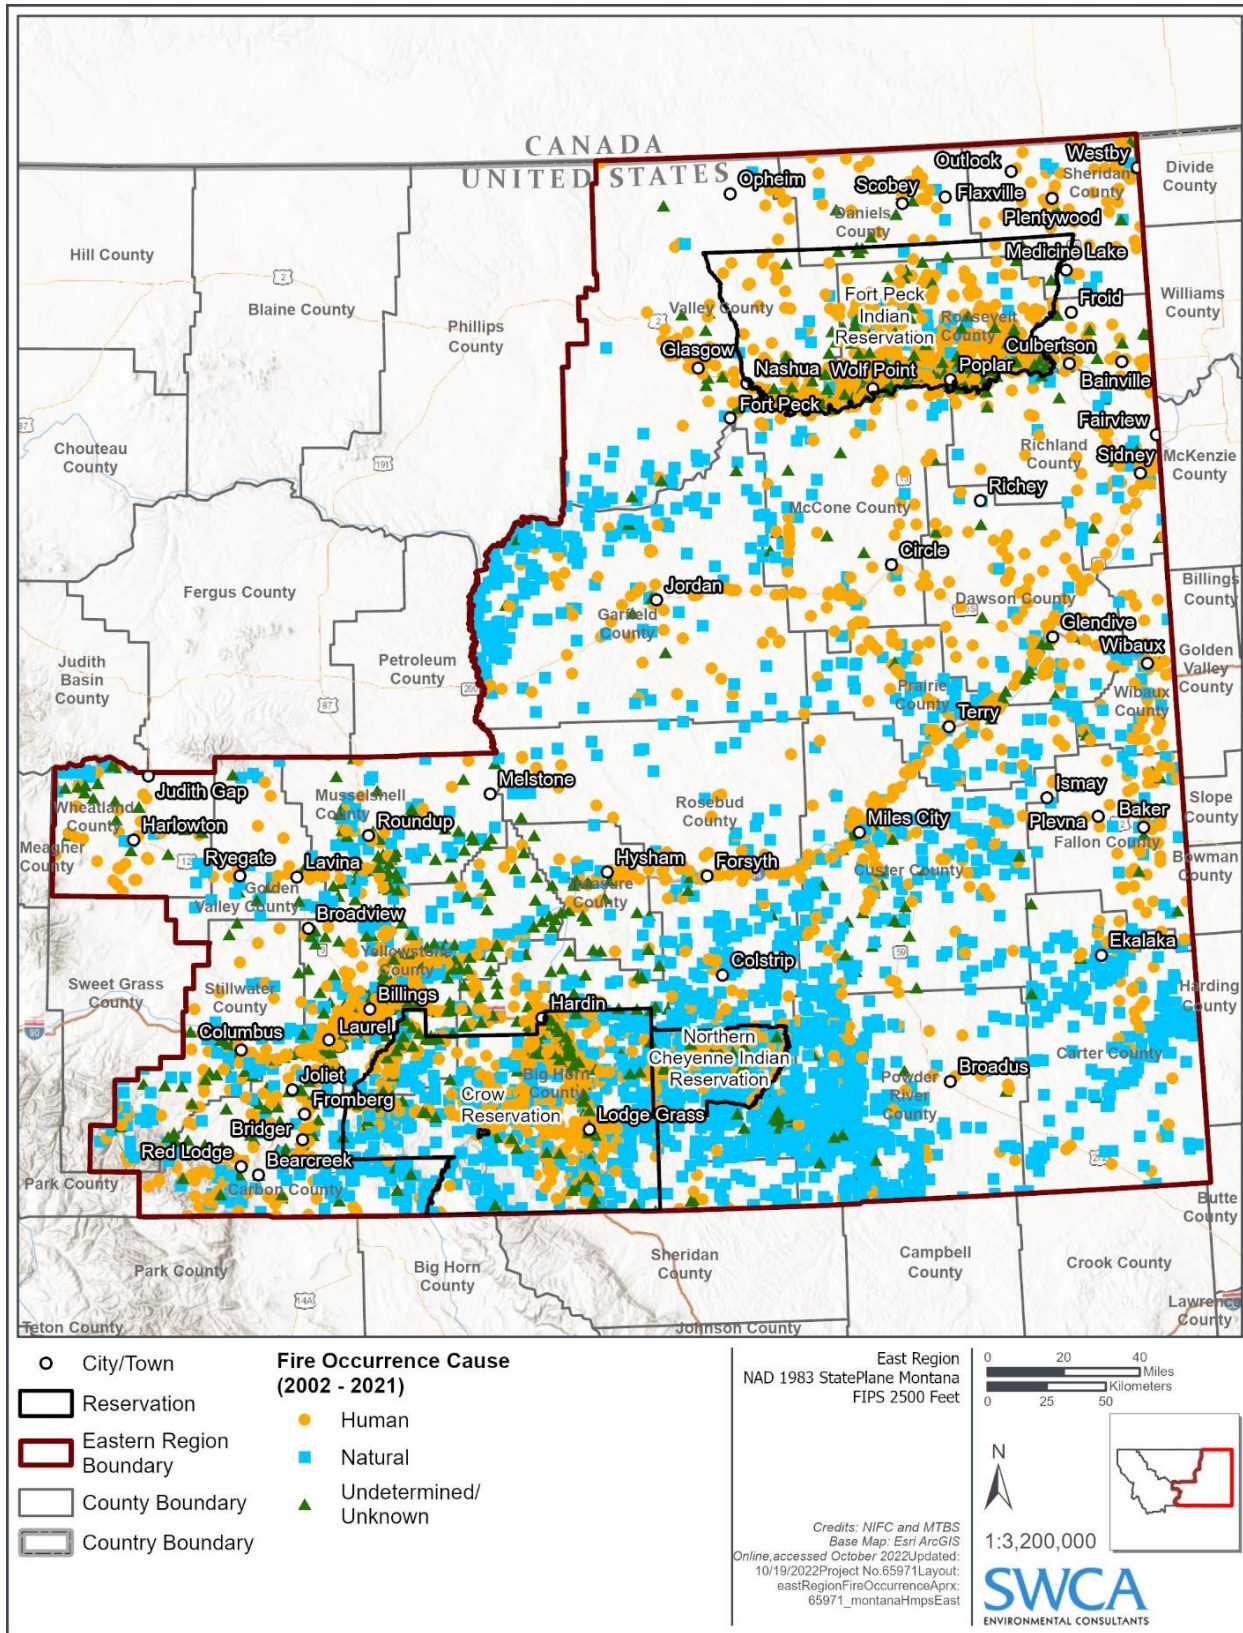 CANADA
UNITED STATES
Opheim
Scobey
Outlook
Flaxville
Westby
Sheridan
County
Divide
County
Plentywood
Daniels
County
Hill County
2
Blaine County
Phillips
County
2
Valley County
Medicine Lake
Froid
Williams
County
Fort Peck
Indian
Reservation
Roosevelt
County
Glasgow
Nashua
Wolf Point
Poplar
Culbertson
Bainville
Fort Peck
Fairview
Chouteau
County
191
Richland
County
Sidney
McKenzie
County
13
Richey
McCone County
Circle
Fergus County
Jordan
Garfield
County
Dawson County
Billings
County
Glendive
Wibaux
Golden
Valley
County
Judith
Basin
County
Petroleum
County
200
87
Prairie
County
Terry
Wibaux
County
Judith Gap
Melstone
Musselshell
County
Wheatland
County
Harlowton
Roundup
Rosebud
County
Ismay
Slope
County
Meagher
County
Miles City
Plevna
Baker
Fallon County
Bowman
County
12
Ryegate
Lavina
Golden
Valley County
Hysham
Forsyth
Treasure
County
Custer County
Broadview
3
Yellowstone
County
Ekalaka
59
Colstrip
Sweet Grass
County
Stillwater
County
Billings
Harding
County
90
Columbus
Laurel
Hardin
Northern
Cheyenne Indian
Reservation
Carter County
Joliet
Fromberg
Big Horn
County
Crow
Reservation
Powder
River
County
Broadus
Lodge Grass
Bridger
Red Lodge
Bearcreek
Carbon County
Park County
212
Butte
County
Park County
Big Horn
County
Sheridan
County
Campbell
County
Crook County
14A
Lawrence
County
Teton County
Johnson County
City/Town
Reservation
Eastern Region
Boundary
County Boundary
Country Boundary
Fire Occurrence Cause
(2002 - 2021)
Human
Natural
Undetermined/
Unknown
East Region
NAD 1983 StatePlane Montana
FIPS 2500 Feet
Credits: NIFC and MTBS
Base Map: Esri ArcGIS
Online,accessed October 2022Updated:
10/19/2022Project No.65971Layout:
eastRegionFireOccurrenceAprx:
65971_montanaHmpsEast
0 20 40
Miles
Kilometers
0 25 50
N
1:3,200,000
SWCA
ENVIRONMENTAL CONSULTANTS